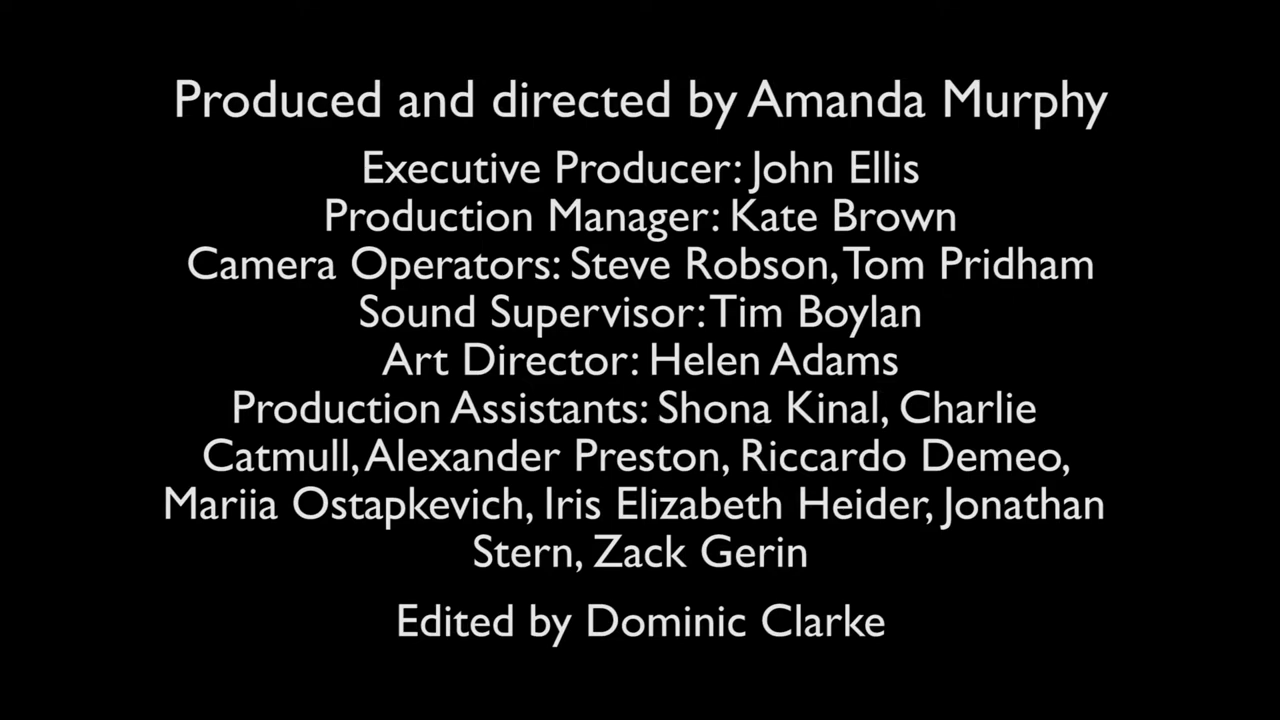 Produced and directed by Amanda Murphy
Executive Producer: John Ellis
Production Manager: Kate Brown
Camera Operators: Steve Robson, Tom Pridham
Sound Supervisor: Tim Boylan
Art Director: Helen Adams
Production Assistants: Shona Kinal, Charlie
Catmull, Alexander Preston, Riccardo Demeo,
Mariia Ostapkevich, Iris Elizabeth Heider, Jonathan
Stern, Zack Gerin
Edited by Dominic Clarke